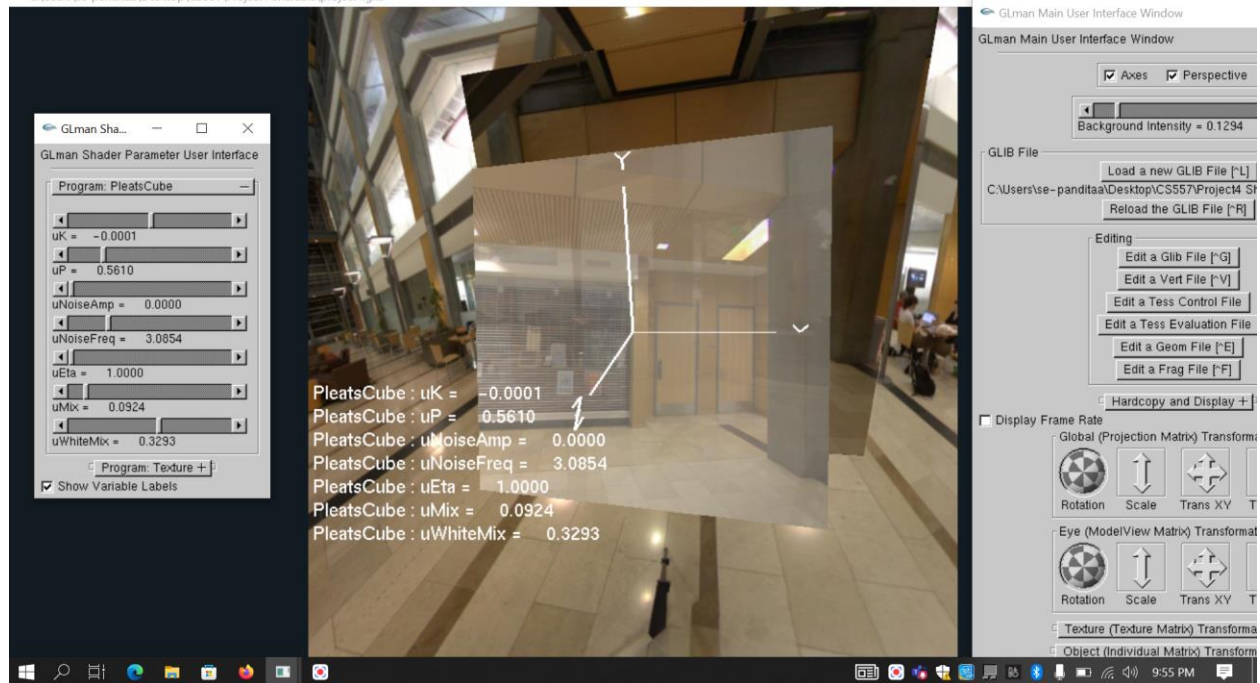 GLman Sha...
GLman Shader Parameter User Interface
Program: PleatsCube
uK = -0.0001
uP = 0.5610
uNoiseAmp = 0.0000
uNoiseFreq = 3.0854
uEta = 1.0000
uMix = 0.0924
uWhiteMix = 0.3293
Program: Texture +
Show Variable Labels
Y
PleatsCube : uK = -0.0001
PleatsCube : uP = 0.5610
PleatsCube : uNoiseAmp = 0.0000
PleatsCube : uNoiseFreq = 3.0854
PleatsCube : uEta = 1.0000
PleatsCube : uMix = 0.0924
PleatsCube : uWhiteMix = 0.3293
GLman Main User Interface Window
GLman Main User Interface Window
Axes Perspective
Background Intensity = 0.1294
GLIB File
Load a new GLIB File [^L]
C:\Users\se-panditaa\Desktop\CS557\Project4 Sh
Reload the GLIB File [^R]
Editing
Edit a Glib File [^G]
Edit a Vert File [^V]
Edit a Tess Control File
Edit a Tess Evaluation File
Edit a Geom File [^E]
Edit a Frag File [^F]
Hardcopy and Display +
Display Frame Rate
Global (Projection Matrix) Transforma
Rotation Scale Trans XY T
Eye (ModelView Matrix) Transformat
Rotation Scale Trans XY T
Texture (Texture Matrix) Transforma
Object (Individual Matrix) Transform
9:55 PM